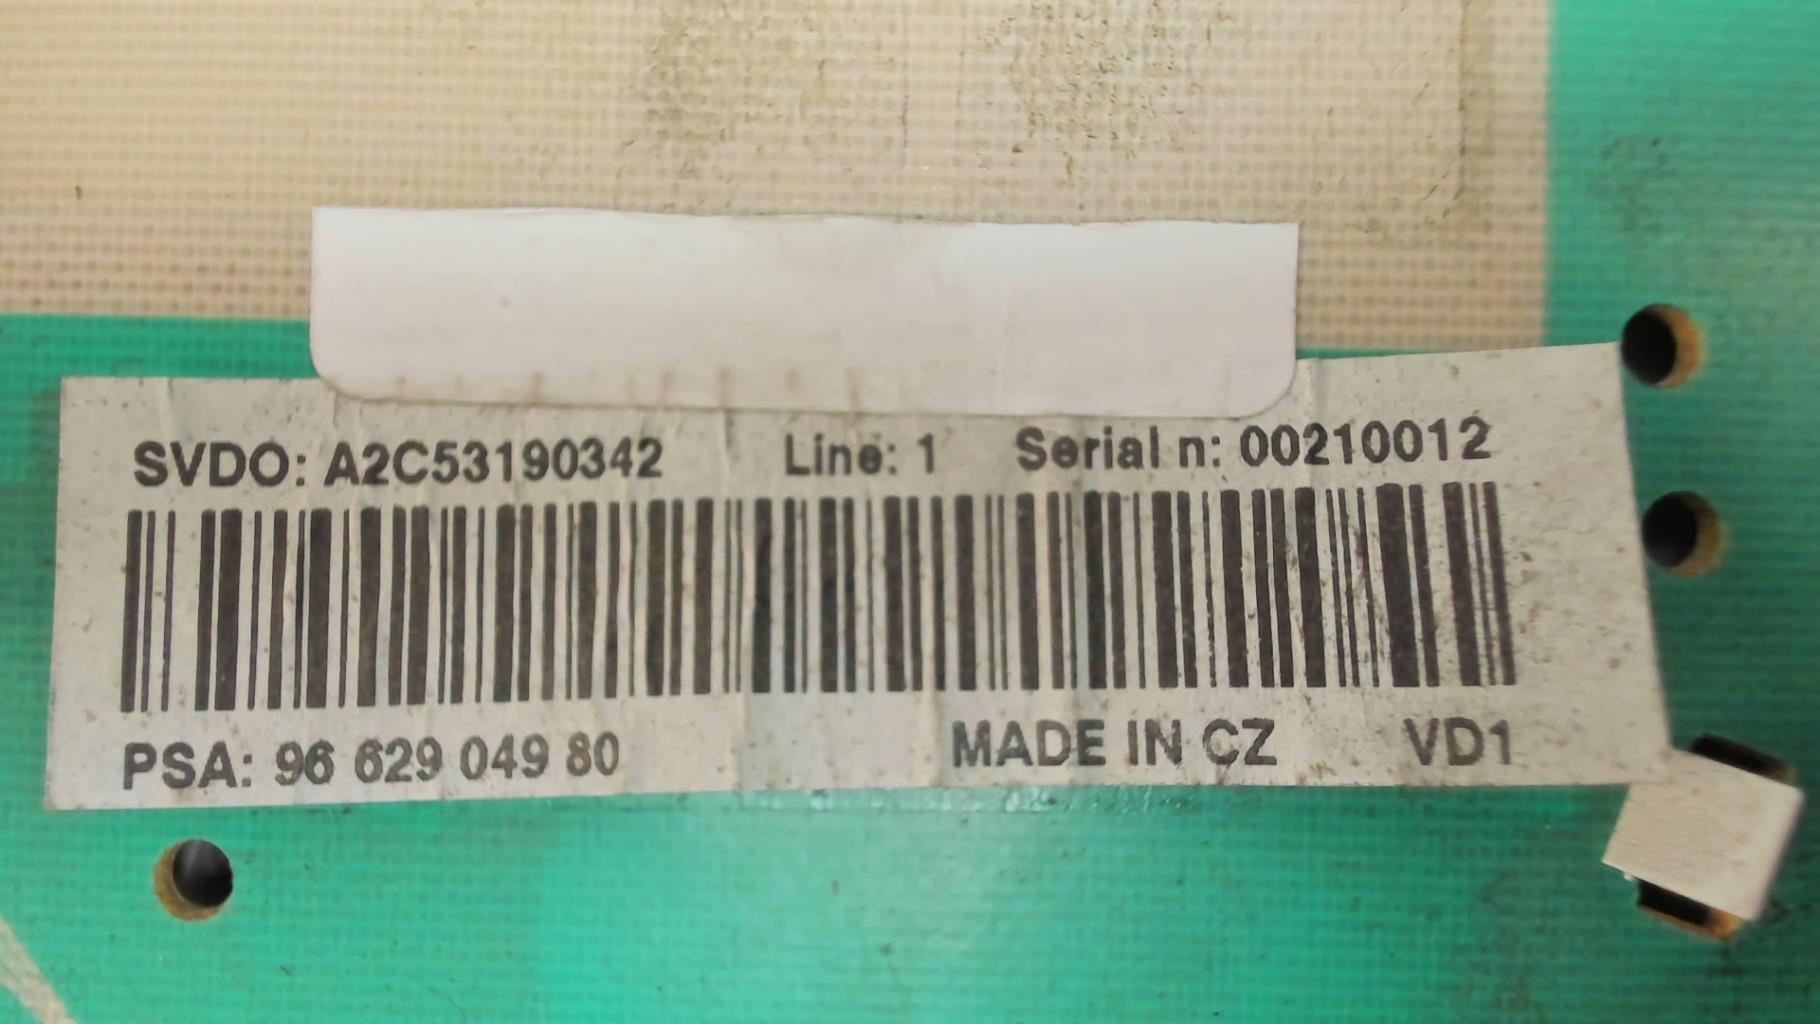 SVDO: A2C53190342 Line: 1 Serial n: 00210012
PSA: 96 629 049 80 MADE IN CZ VD1